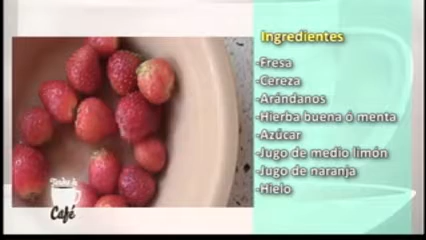 Ingredientes
-Fresa
-Cereza
-Arándanos
-Hierba buena ó menta
-Azúcar
-Jugo de medio limón
-Jugo de naranja
-Hielo
Café